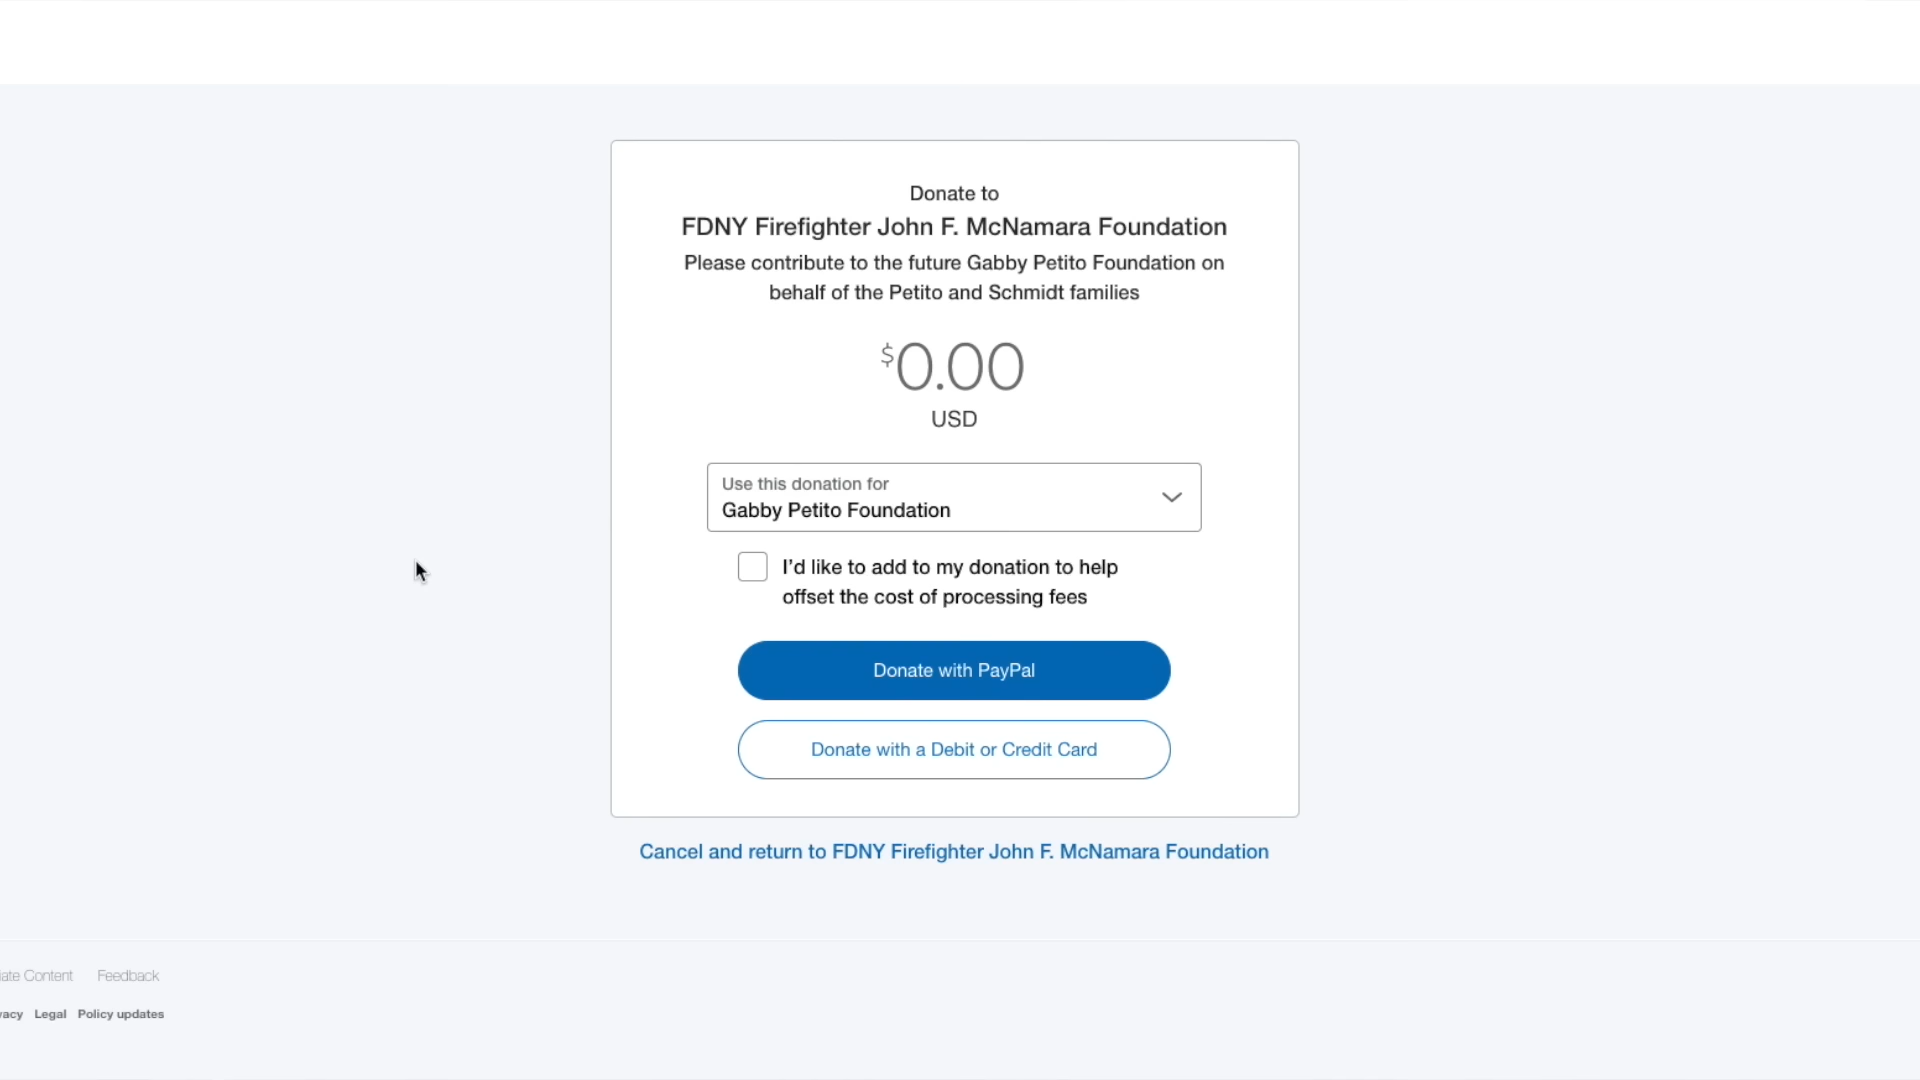 Donate to
FDNY Firefighter John F. McNamara Foundation
Please contribute to the future Gabby Petito Foundation on
behalf of the Petito and Schmidt families
$0.00
USD
Use this donation for
Gabby Petito Foundation
I’d like to add to my donation to help
offset the cost of processing fees
Donate with PayPal
Donate with a Debit or Credit Card
Cancel and return to FDNY Firefighter John F. McNamara Foundation
Content Feedback
Legal Policy updates